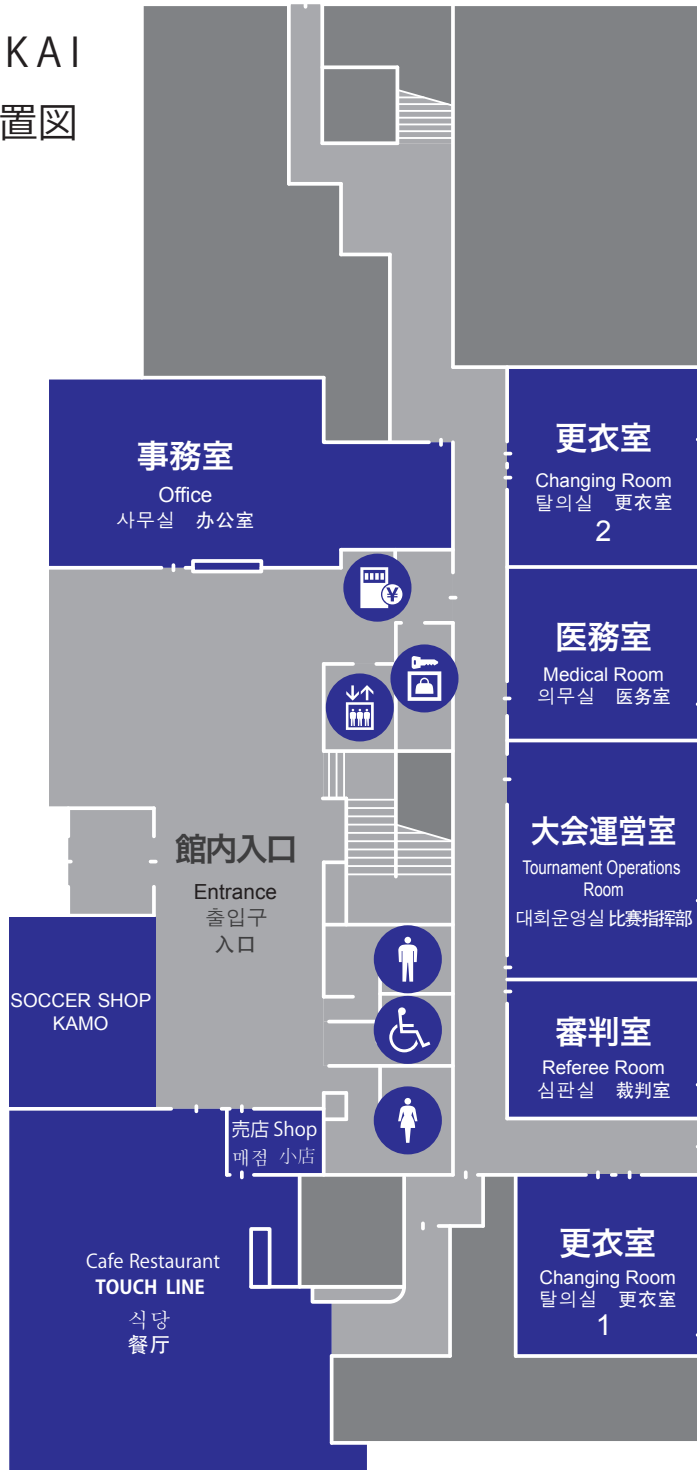 KAI
置図
事務室
Office
사무실 办公室
更衣室
Changing Room
탈의실 更衣室
2
¥
医務室
Medical Room
의무실 医务室
館内入口
Entrance
출입구
入口
大会運営室
Tournament Operations
Room
대회운영실 比赛指挥部
SOCCER SHOP
KAMO
審判室
Referee Room
심판실 裁判室
売店 Shop
매점 小店
Cafe Restaurant
TOUCH LINE
식당
餐厅
更衣室
Changing Room
탈의실 更衣室
1